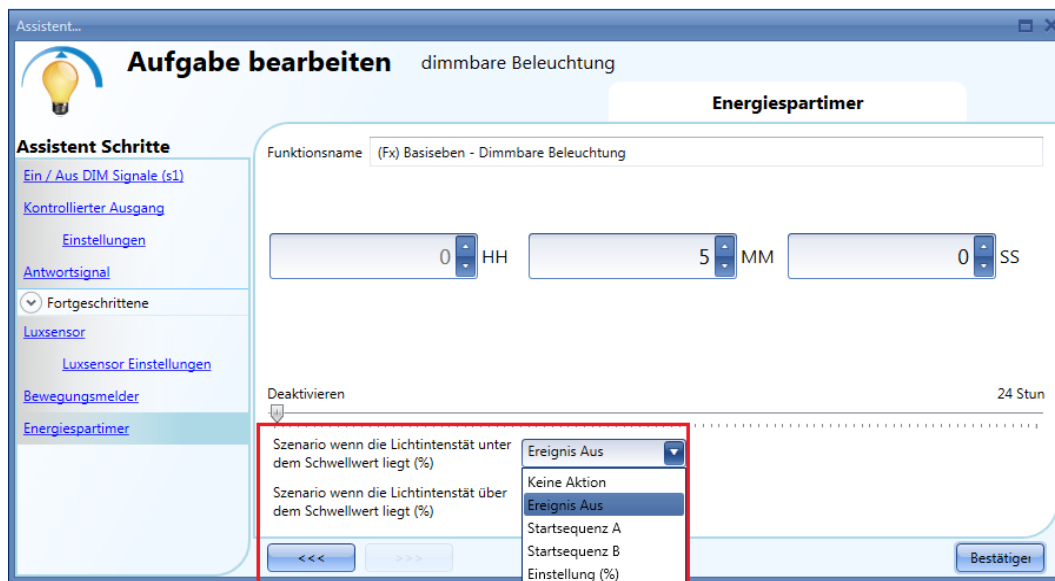 Assistent...
Aufgabe bearbeiten dimmbare Beleuchtung
Energiespartimer
Assistent Schritte
Ein / Aus DIM Signale (s1)
Kontrollierter Ausgang
Einstellungen
Antwortsignal
Fortgeschrittene
Luxsensor
Luxsensor Einstellungen
Bewegungsmelder
Energiespartimer
Funktionsname (Fx) Basiseben - Dimmbare Beleuchtung
0 HH 5 MM 0 SS
Deaktivieren 24 Stun
Szenario wenn die Lichtintenstät unter
dem Schwellwert liegt (%)
Ereignis Aus
Szenario wenn die Lichtintenstät über
dem Schwellwert liegt (%)
Keine Aktion
Ereignis Aus
Startsequenz A
Startsequenz B
Einstellung (%)
<<< >>> Bestätiger